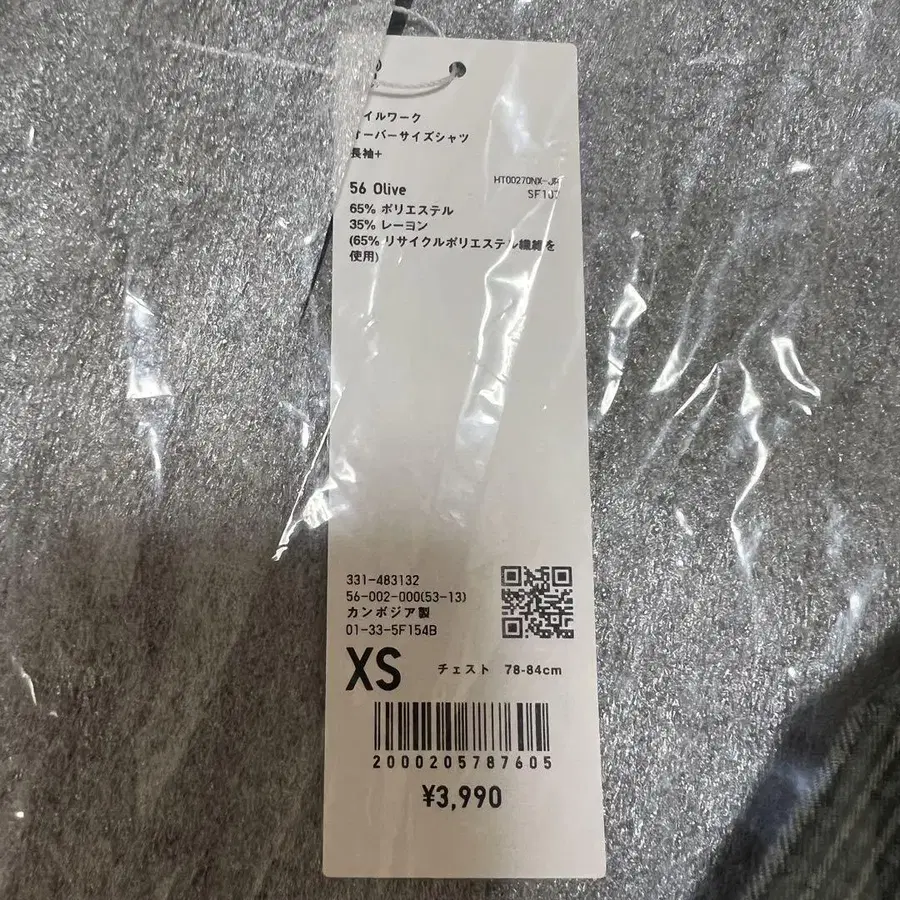 イルワーク
オーバーサイズシャツ
長袖+
56 Olive
HT00270NX-JP
SF107
65% ポリエステル
35% レーヨン
(65% リサイクルポリエステル繊維を
使用)
331-483132
56-002-000(53-13)
カンボジア製
01-33-5F154B
XS チェスト 78-84cm
2000205787605
¥3,990